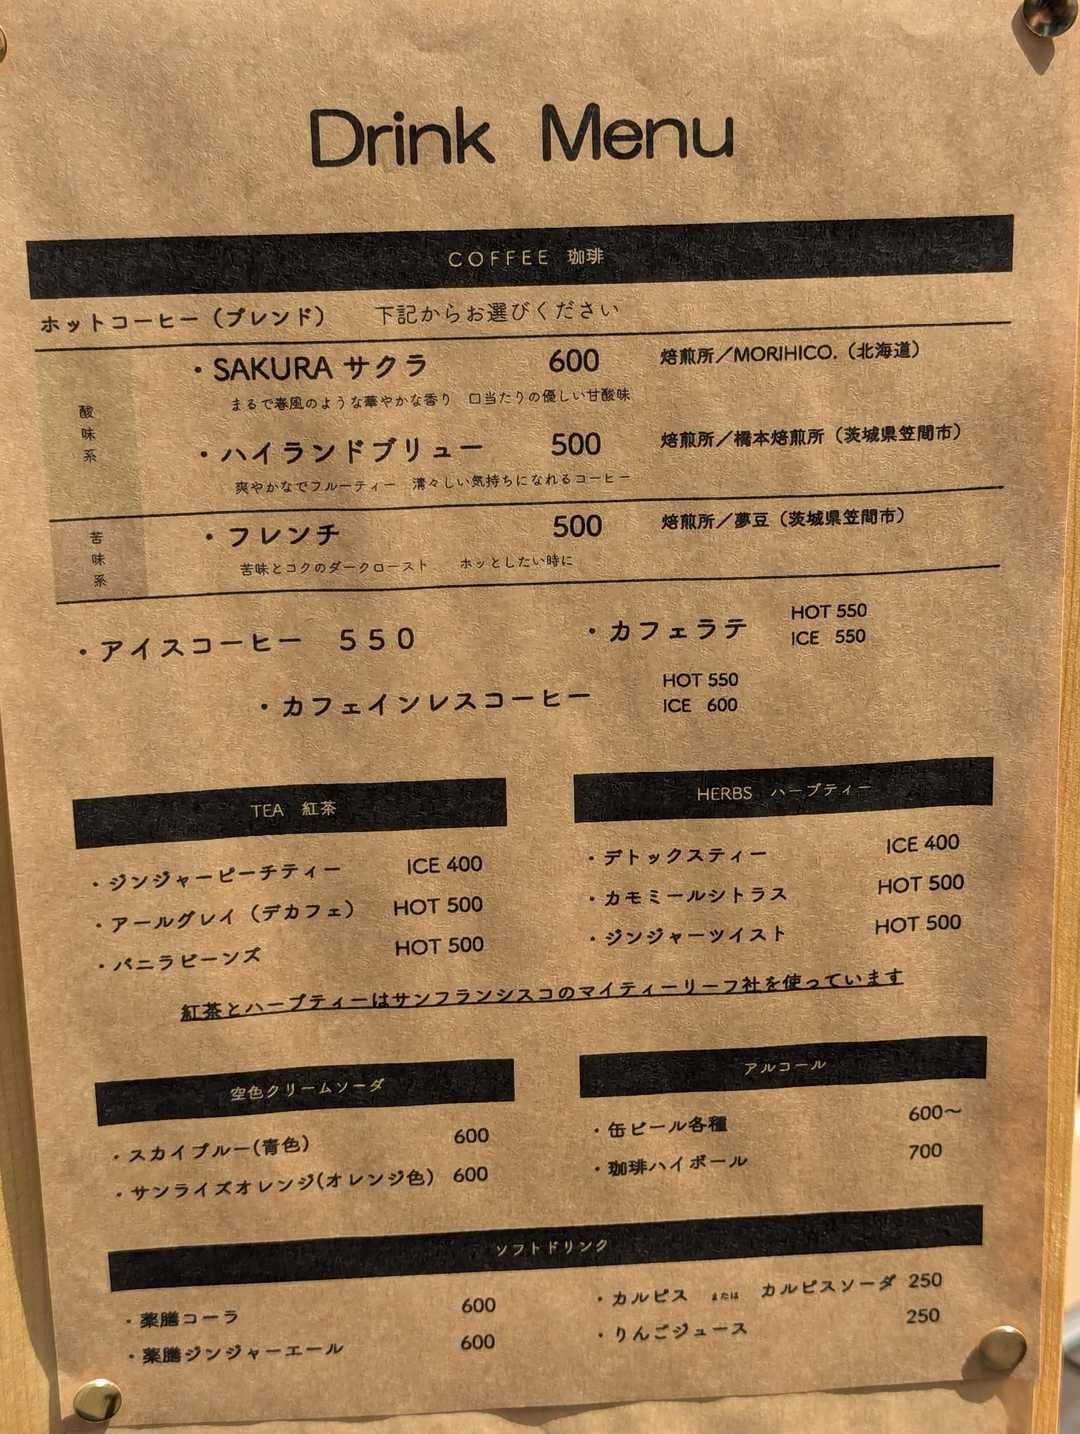 Drink Menu
COFFEE 珈琲
ホットコーヒー（ブレンド） 下記からお選びください
酸味系
・SAKURA サクラ 600 焙煎所／MORIHICO.（北海道）
まるで春風のような華やかな香り 口当たりの優しい甘酸味
・ハイランドブリュー 500 焙煎所／橋本焙煎所（茨城県笠間市）
爽やかなでフルーティー 清々しい気持ちになれるコーヒー
苦味系
・フレンチ 500 焙煎所／夢豆（茨城県笠間市）
苦味とコクのダークロースト ホッとしたい時に
・アイスコーヒー ５５０
・カフェラテ HOT 550
ICE 550
・カフェインレスコーヒー HOT 550
ICE 600
TEA 紅茶
・ジンジャーピーチティー ICE 400
・アールグレイ（デカフェ） HOT 500
・バニラビーンズ HOT 500
HERBS ハーブティー
・デトックスティー ICE 400
・カモミールシトラス HOT 500
・ジンジャーツイスト HOT 500
紅茶とハーブティーはサンフランシスコのマイティーリーフ社を使っています
空色クリームソーダ
・スカイブルー(青色) 600
・サンライズオレンジ(オレンジ色) 600
アルコール
・缶ビール各種 600〜
・珈琲ハイボール 700
ソフトドリンク
・薬膳コーラ 600
・薬膳ジンジャーエール 600
・カルピス または カルピスソーダ 250
・りんごジュース 250